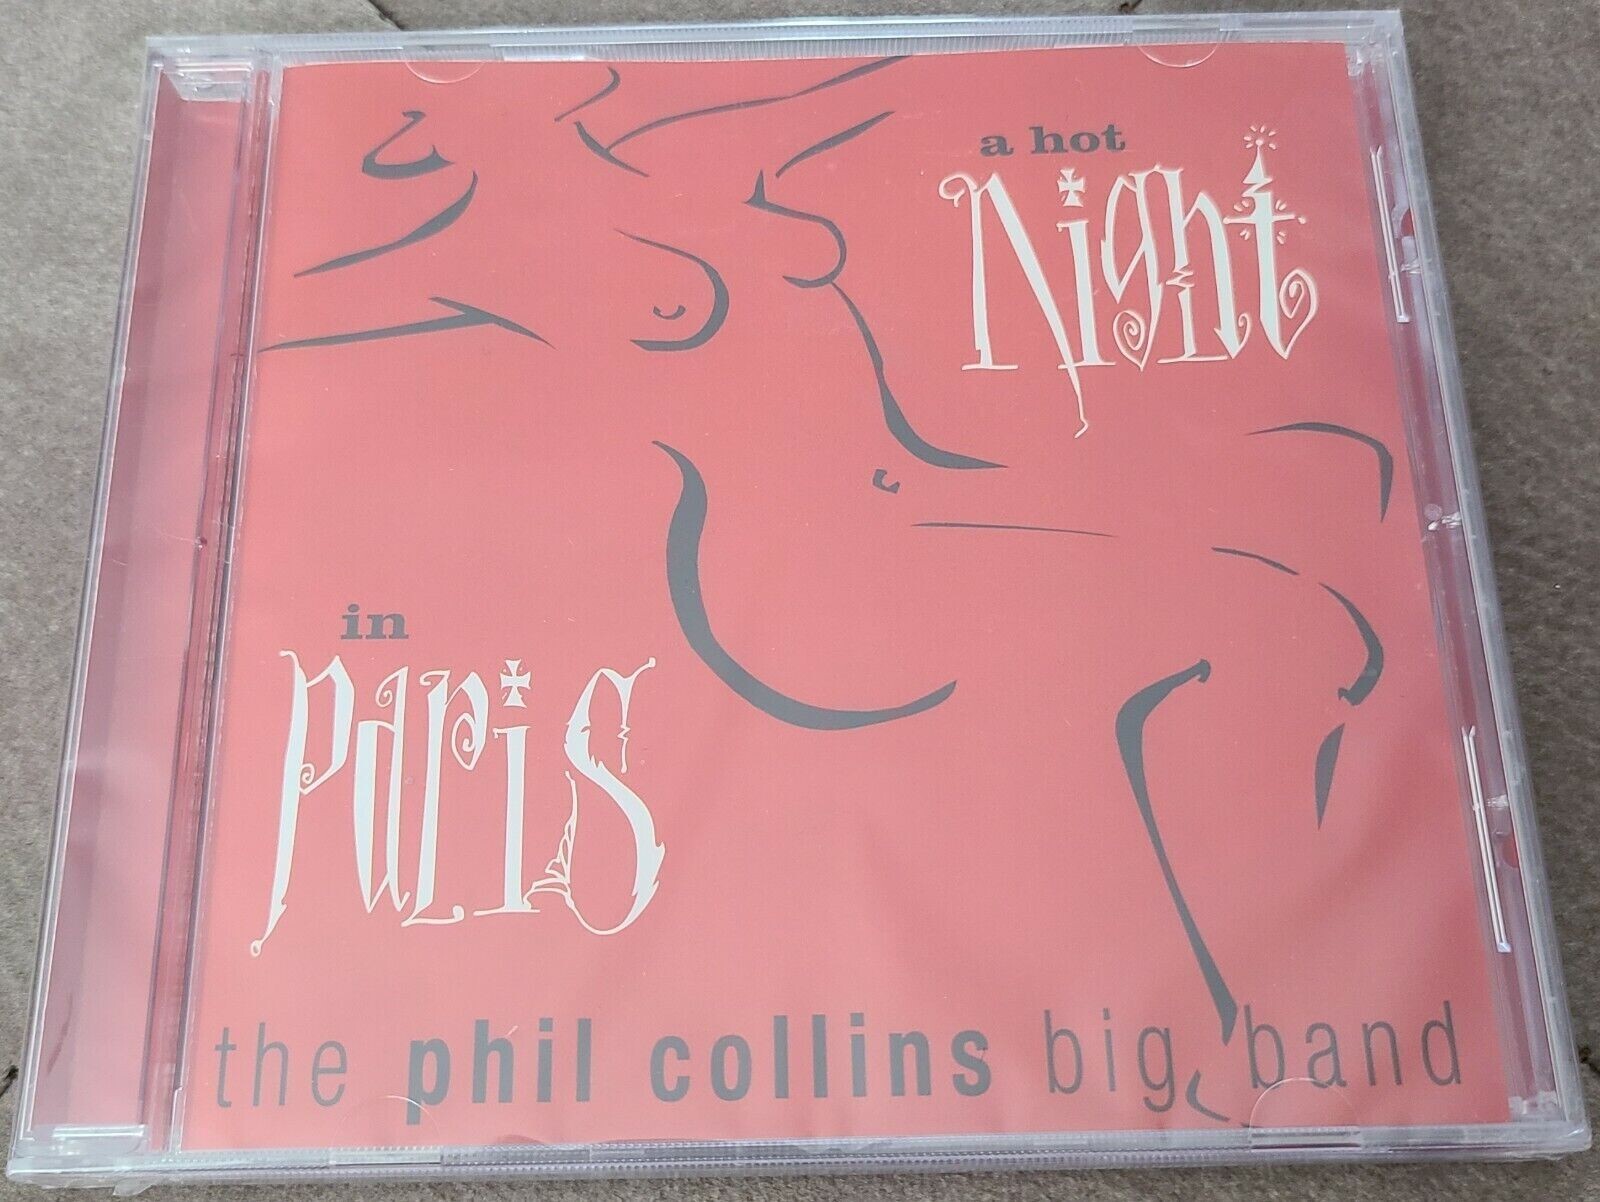 a hot
Night
in
Paris
the phil collins big band